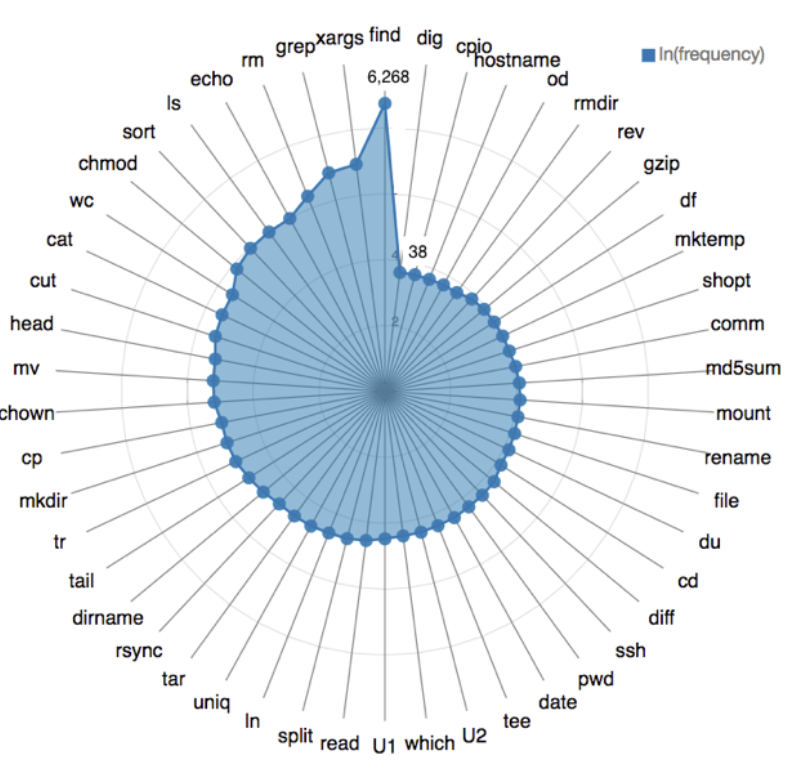 find
dig
cpio
hostname
od
rmdir
rev
gzip
df
mktemp
shopt
comm
md5sum
mount
rename
file
du
cd
diff
ssh
pwd
date
tee
U2
which
U1
read
split
ln
uniq
tar
rsync
dirname
tail
tr
mkdir
cp
chown
mv
head
cut
cat
wc
chmod
sort
ls
echo
rm
grep
xargs
ln(frequency)
6,268
38
4
2